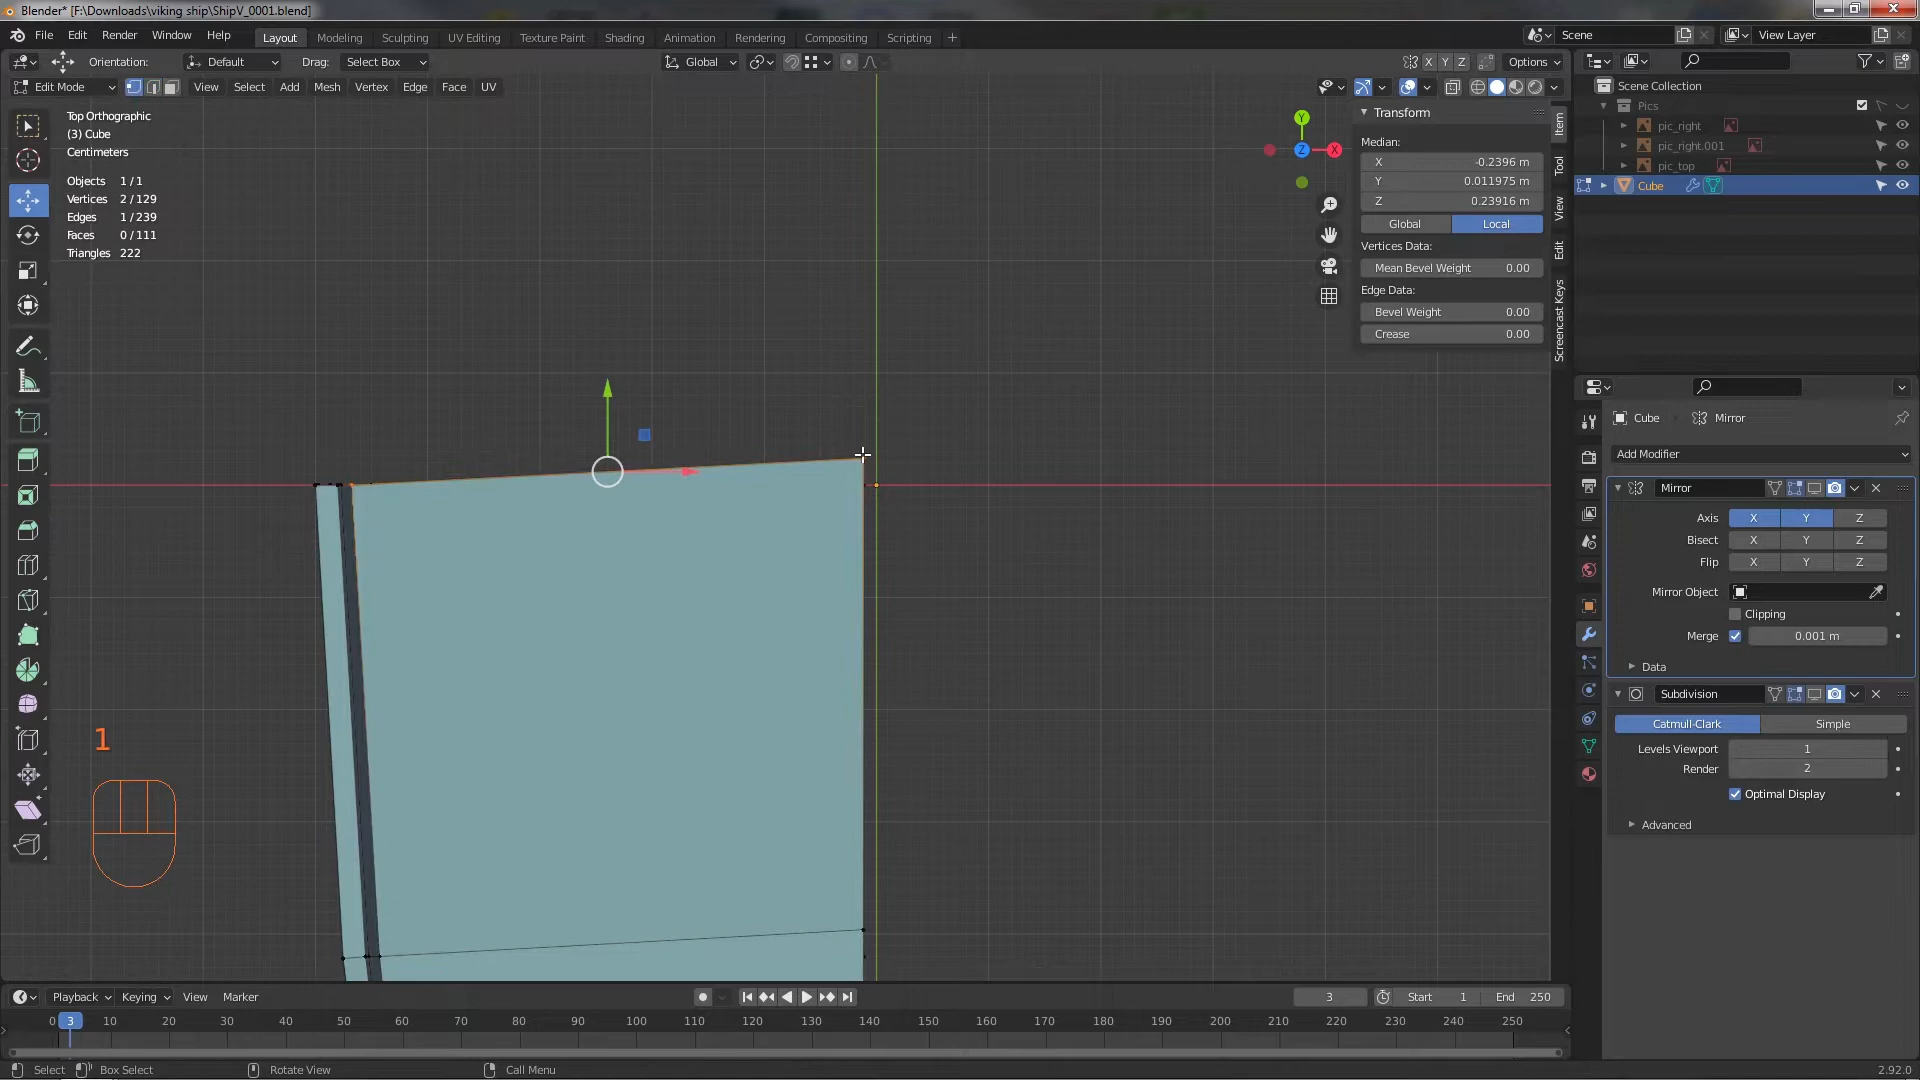 Blender* [F:\Downloads\viking ship\ShipV_0001.blend]
File Edit Render Window Help
Layout Modeling Sculpting UV Editing Texture Paint Shading Animation Rendering Compositing Scripting +
Scene
View Layer
Orientation: Default Drag: Select Box
Global
X Y Z Options
Edit Mode View Select Add Mesh Vertex Edge Face UV
Top Orthographic
(3) Cube
Centimeters
Objects 1 / 1
Vertices 2 / 129
Edges 1 / 239
Faces 0 / 111
Triangles 222
Y
Z
X
Transform
Median:
X -0.2396 m
Y 0.011975 m
Z 0.23916 m
Global Local
Vertices Data:
Mean Bevel Weight 0.00
Edge Data:
Bevel Weight 0.00
Crease 0.00
Item
Tool
View
Edit
Screencast Keys
Scene Collection
Pics
pic_right
pic_right.001
pic_top
Cube
Cube Mirror
Add Modifier
Mirror
Axis X Y Z
Bisect X Y Z
Flip X Y Z
Mirror Object
Clipping
Merge 0.001 m
Data
Subdivision
Catmull-Clark Simple
Levels Viewport 1
Render 2
Optimal Display
Advanced
1
Playback Keying View Marker
3 Start 1 End 250
0 3 10 20 30 40 50 60 70 80 90 100 110 120 130 140 150 160 170 180 190 200 210 220 230 240 250
Select Box Select Rotate View Call Menu 2.92.0